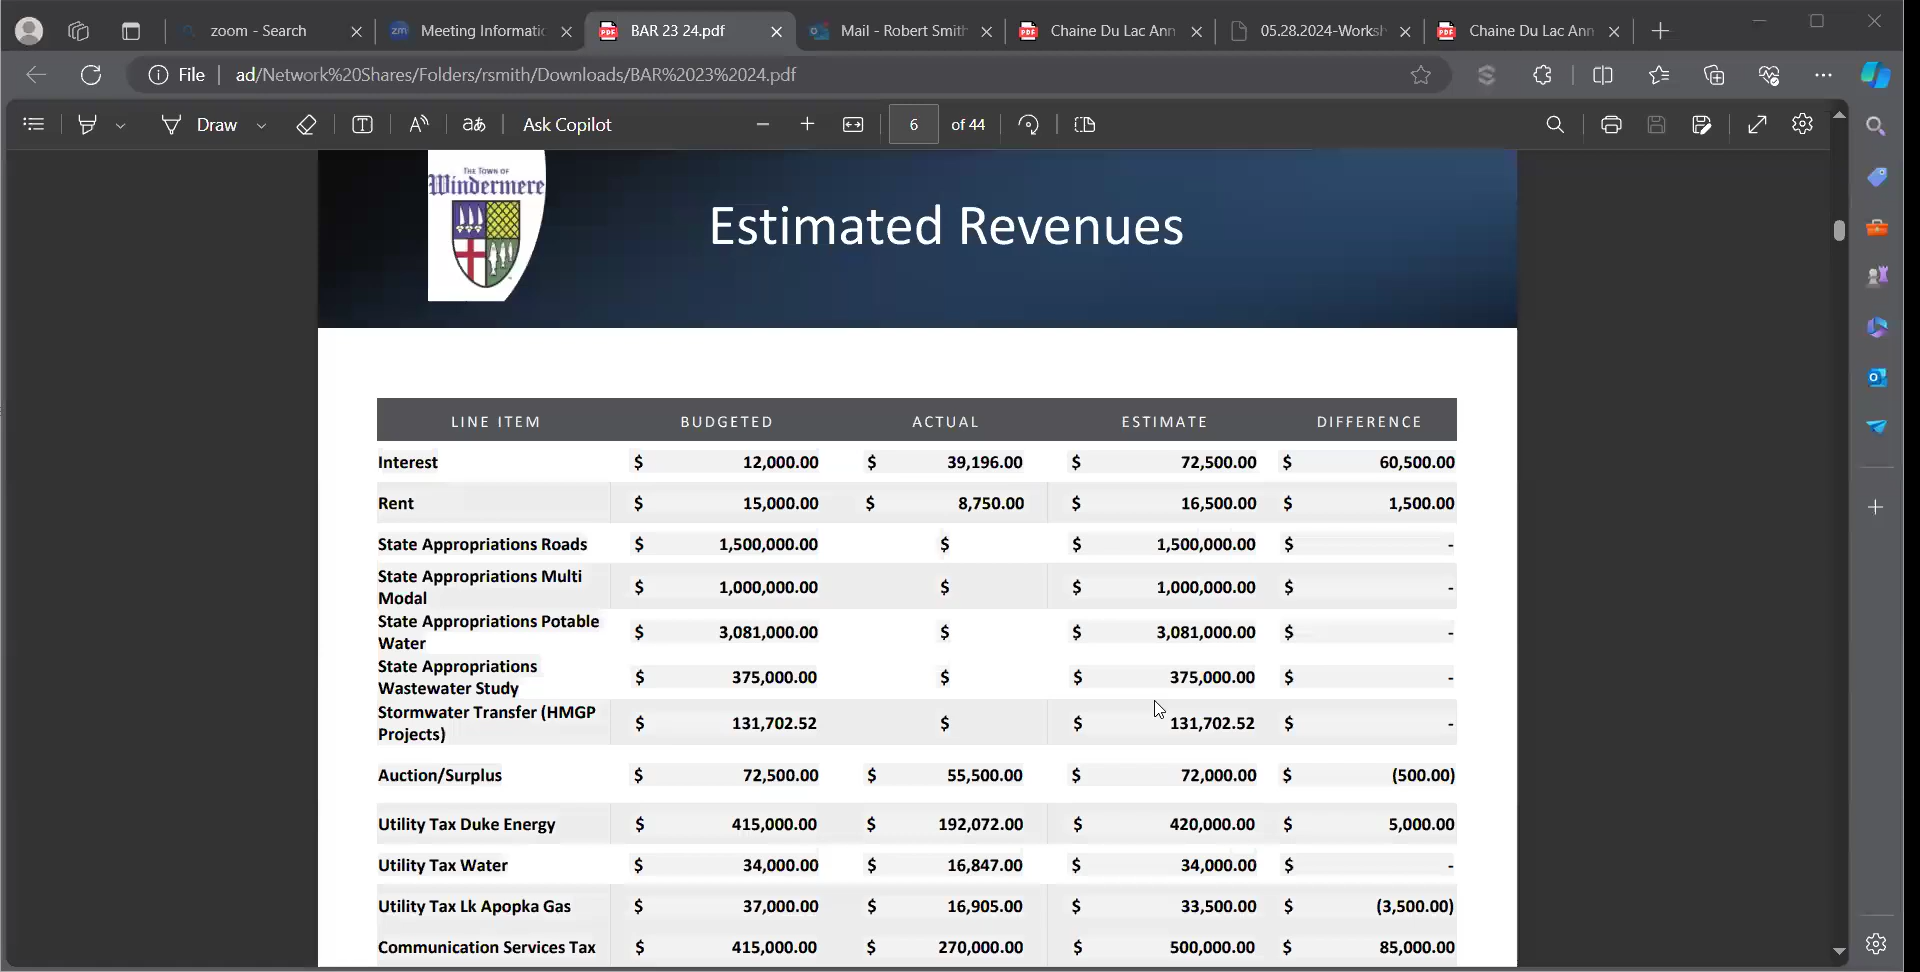 zoom - Search
Meeting Informatic
BAR 23 24.pdf
Mail - Robert Smith
Chaine Du Lac Ann
05.28.2024-Worksh
Chaine Du Lac Ann
File ad/Network%20Shares/Folders/rsmith/Downloads/BAR%2023%2024.pdf
Draw Ask Copilot 6 of 44
THE TOWN OF
Windermere
Estimated Revenues
LINE ITEM BUDGETED ACTUAL ESTIMATE DIFFERENCE
Interest $ 12,000.00 $ 39,196.00 $ 72,500.00 $ 60,500.00
Rent $ 15,000.00 $ 8,750.00 $ 16,500.00 $ 1,500.00
State Appropriations Roads $ 1,500,000.00 $ $ 1,500,000.00 $ -
State Appropriations Multi
Modal $ 1,000,000.00 $ $ 1,000,000.00 $ -
State Appropriations Potable
Water $ 3,081,000.00 $ $ 3,081,000.00 $ -
State Appropriations
Wastewater Study $ 375,000.00 $ $ 375,000.00 $ -
Stormwater Transfer (HMGP
Projects) $ 131,702.52 $ $ 131,702.52 $ -
Auction/Surplus $ 72,500.00 $ 55,500.00 $ 72,000.00 $ (500.00)
Utility Tax Duke Energy $ 415,000.00 $ 192,072.00 $ 420,000.00 $ 5,000.00
Utility Tax Water $ 34,000.00 $ 16,847.00 $ 34,000.00 $ -
Utility Tax Lk Apopka Gas $ 37,000.00 $ 16,905.00 $ 33,500.00 $ (3,500.00)
Communication Services Tax $ 415,000.00 $ 270,000.00 $ 500,000.00 $ 85,000.00